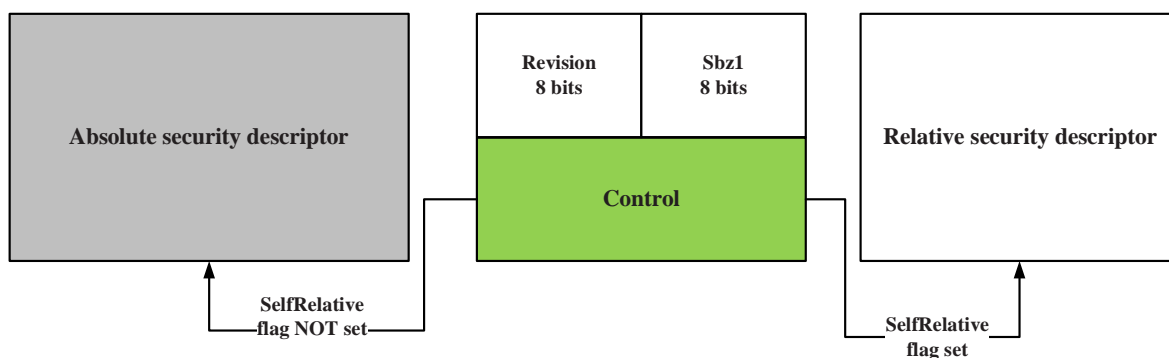 Absolute security descriptor
Revision
8 bits
Sbz1
8 bits
Control
Relative security descriptor
SelfRelative
flag NOT set
SelfRelative
flag set